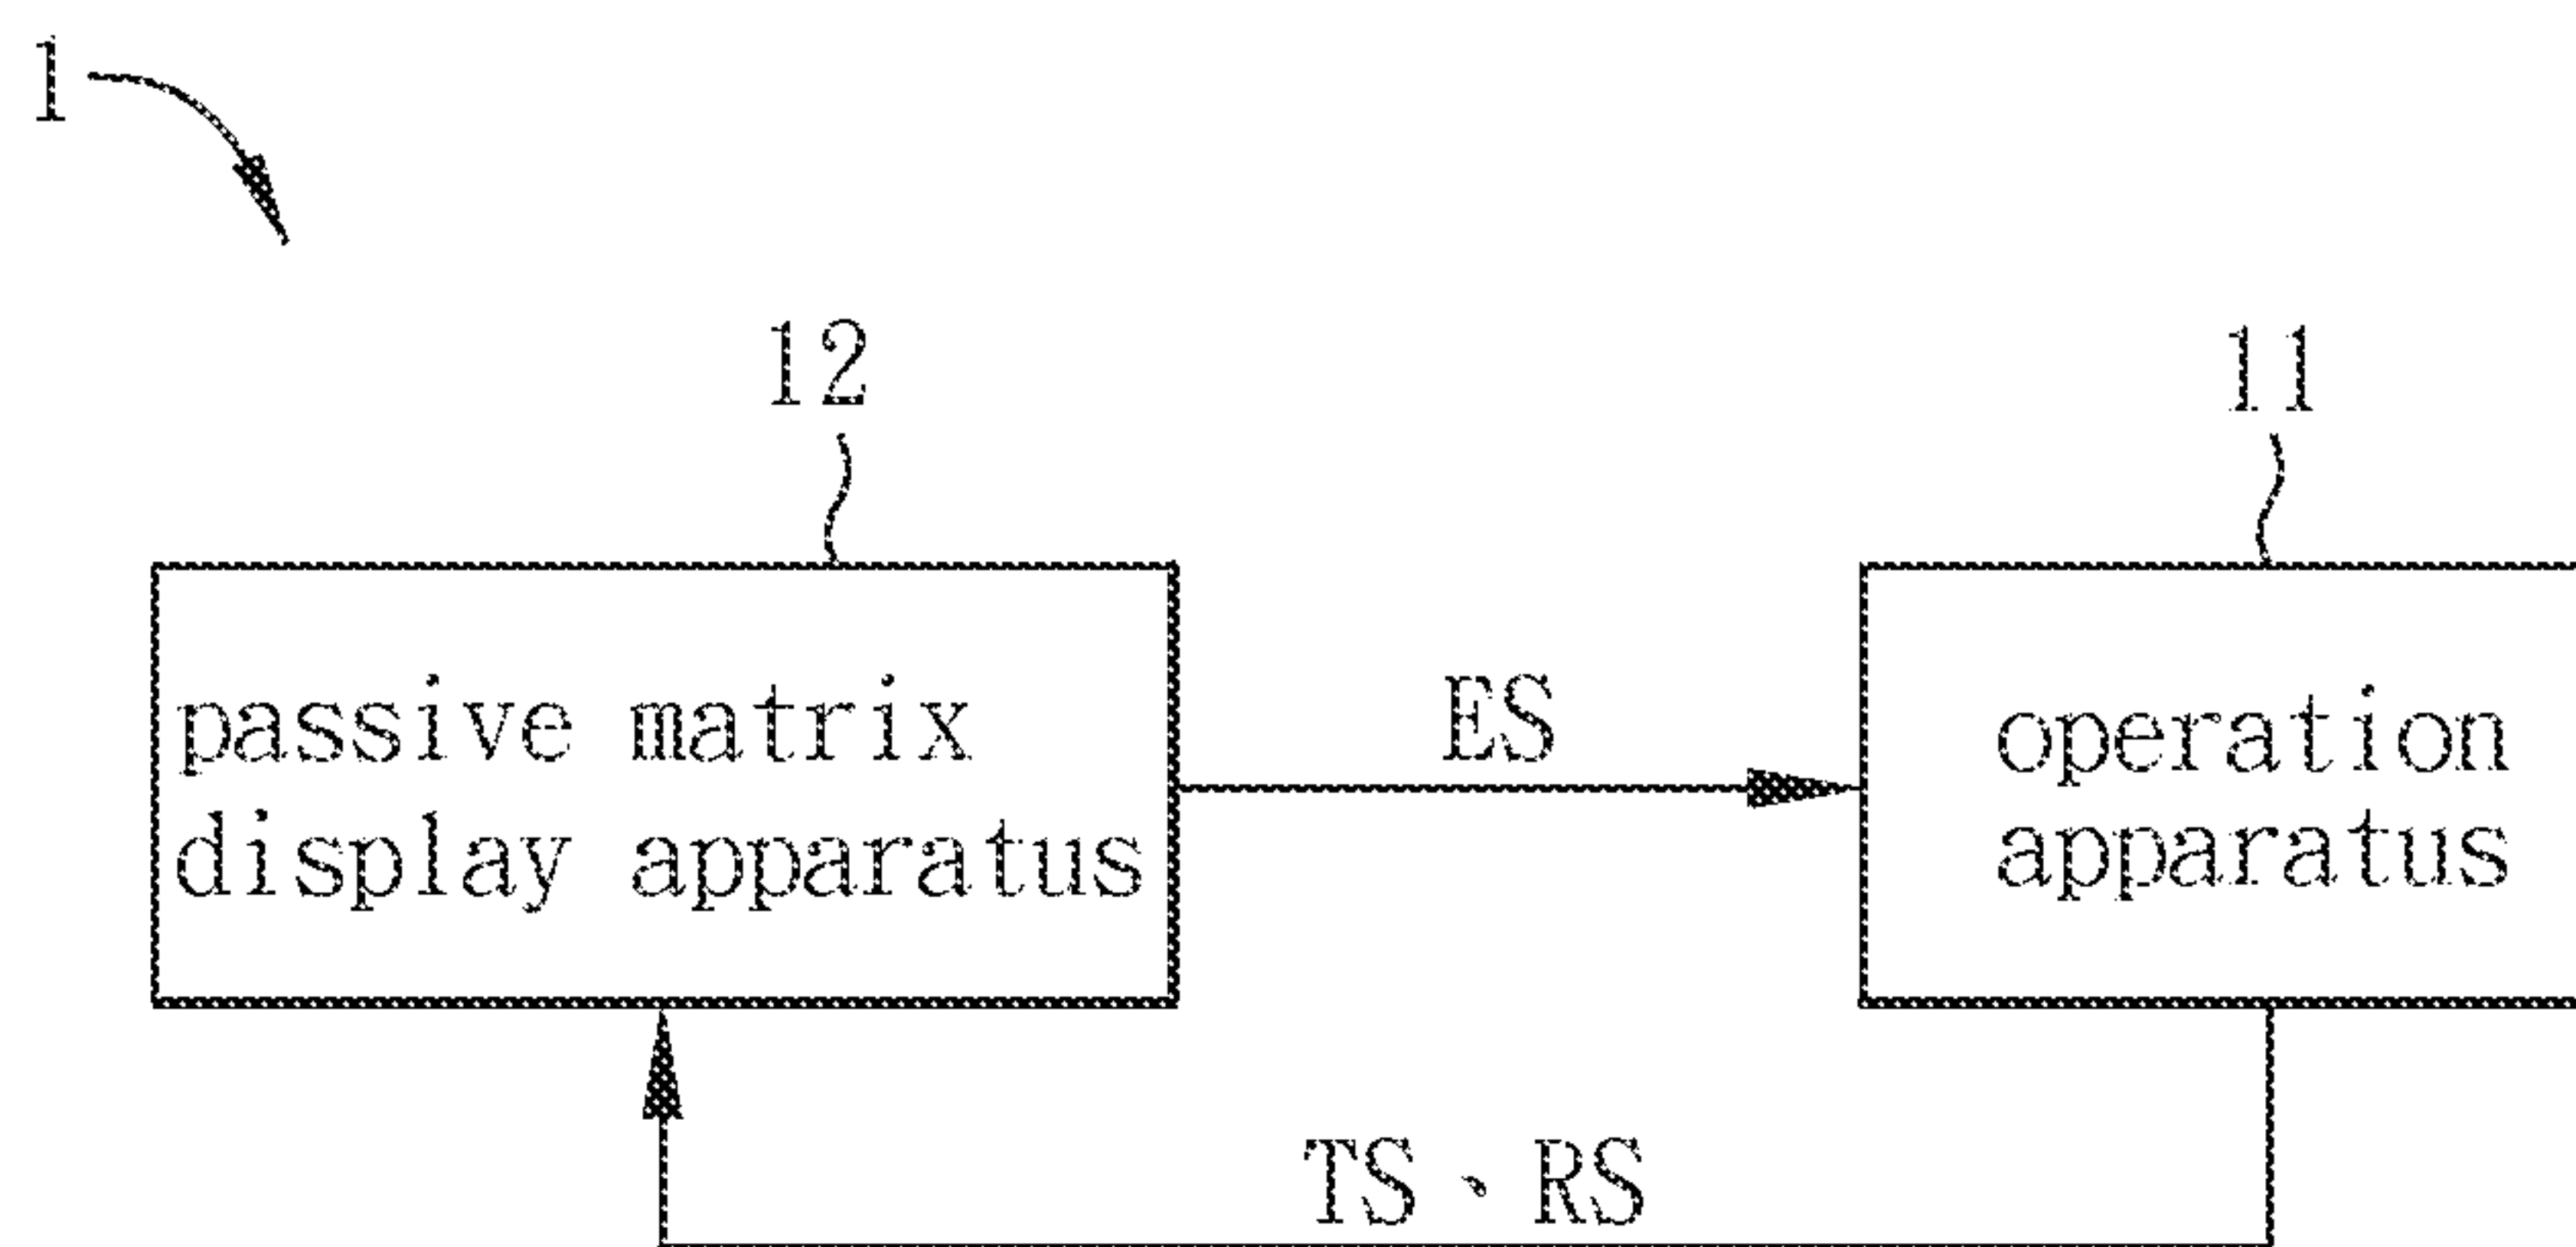 1
12
11
passive matrix
display apparatus
ES
operation
apparatus
TS、RS